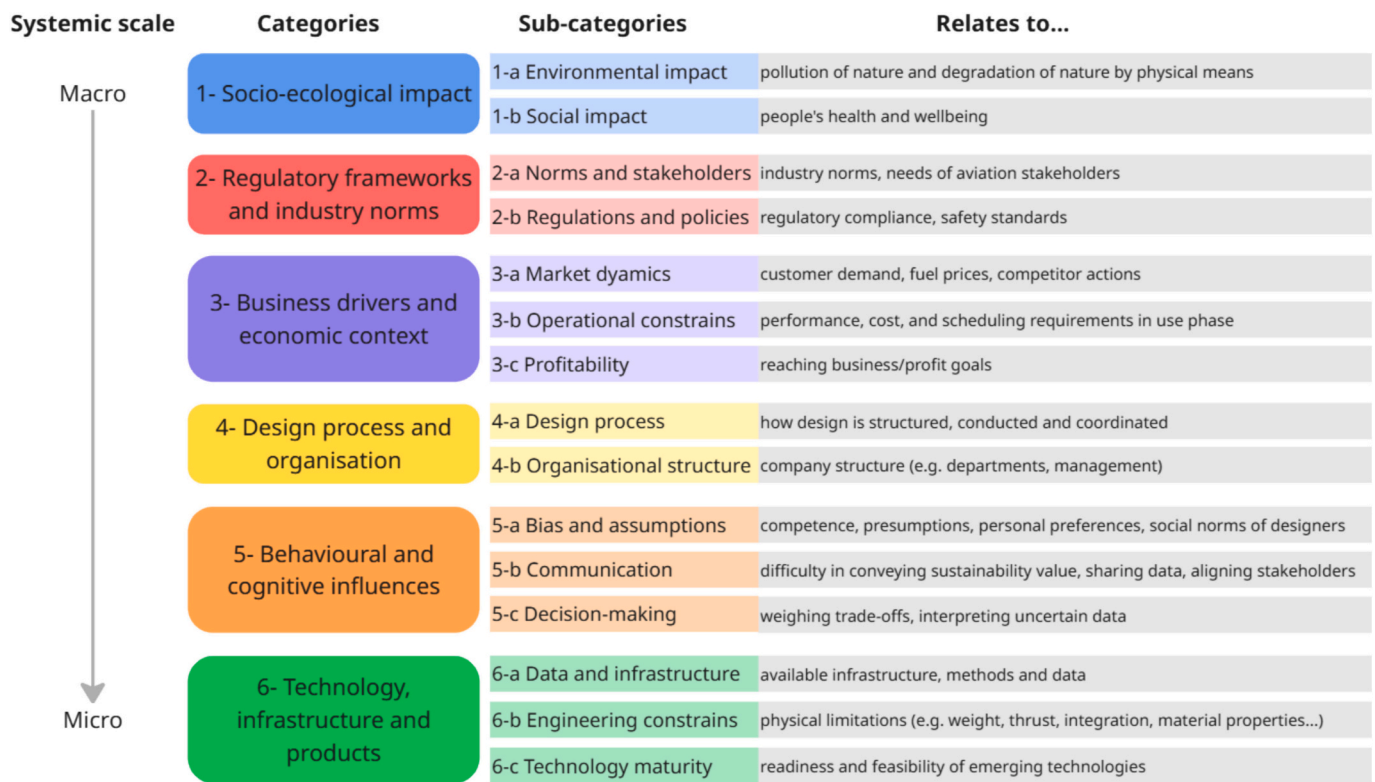 Systemic scale Categories Sub-categories Relates to...
Macro
1- Socio-ecological impact
1-a Environmental impact pollution of nature and degradation of nature by physical means
1-b Social impact people's health and wellbeing
2- Regulatory frameworks
and industry norms
2-a Norms and stakeholders industry norms, needs of aviation stakeholders
2-b Regulations and policies regulatory compliance, safety standards
3- Business drivers and
economic context
3-a Market dyamics customer demand, fuel prices, competitor actions
3-b Operational constrains performance, cost, and scheduling requirements in use phase
3-c Profitability reaching business/profit goals
4- Design process and
organisation
4-a Design process how design is structured, conducted and coordinated
4-b Organisational structure company structure (e.g. departments, management)
5- Behavioural and
cognitive influences
5-a Bias and assumptions competence, presumptions, personal preferences, social norms of designers
5-b Communication difficulty in conveying sustainability value, sharing data, aligning stakeholders
5-c Decision-making weighing trade-offs, interpreting uncertain data
Micro
6- Technology,
infrastructure and
products
6-a Data and infrastructure available infrastructure, methods and data
6-b Engineering constrains physical limitations (e.g. weight, thrust, integration, material properties...)
6-c Technology maturity readiness and feasibility of emerging technologies